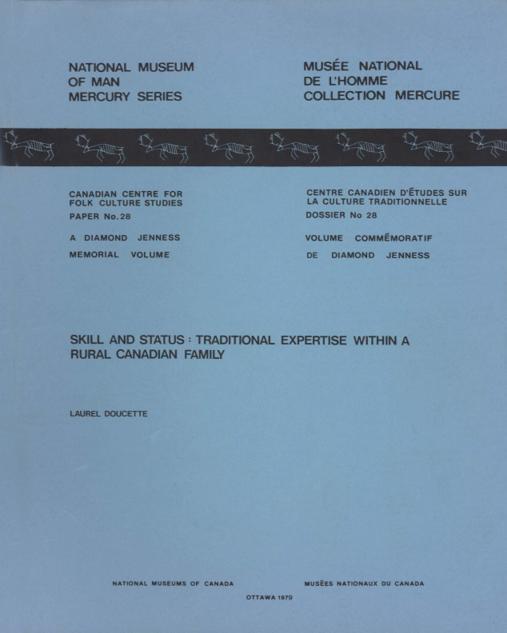 NATIONAL MUSEUM
OF MAN
MERCURY SERIES
MUSÉE NATIONAL
DE L'HOMME
COLLECTION MERCURE
CANADIAN CENTRE FOR
FOLK CULTURE STUDIES
PAPER No.28
A DIAMOND JENNESS
MEMORIAL VOLUME
CENTRE CANADIEN D'ÉTUDES SUR
LA CULTURE TRADITIONNELLE
DOSSIER No 28
VOLUME COMMÉMORATIF
DE DIAMOND JENNESS
SKILL AND STATUS : TRADITIONAL EXPERTISE WITHIN A
RURAL CANADIAN FAMILY
LAUREL DOUCETTE
NATIONAL MUSEUMS OF CANADA
MUSÉES NATIONAUX DU CANADA
OTTAWA 1979